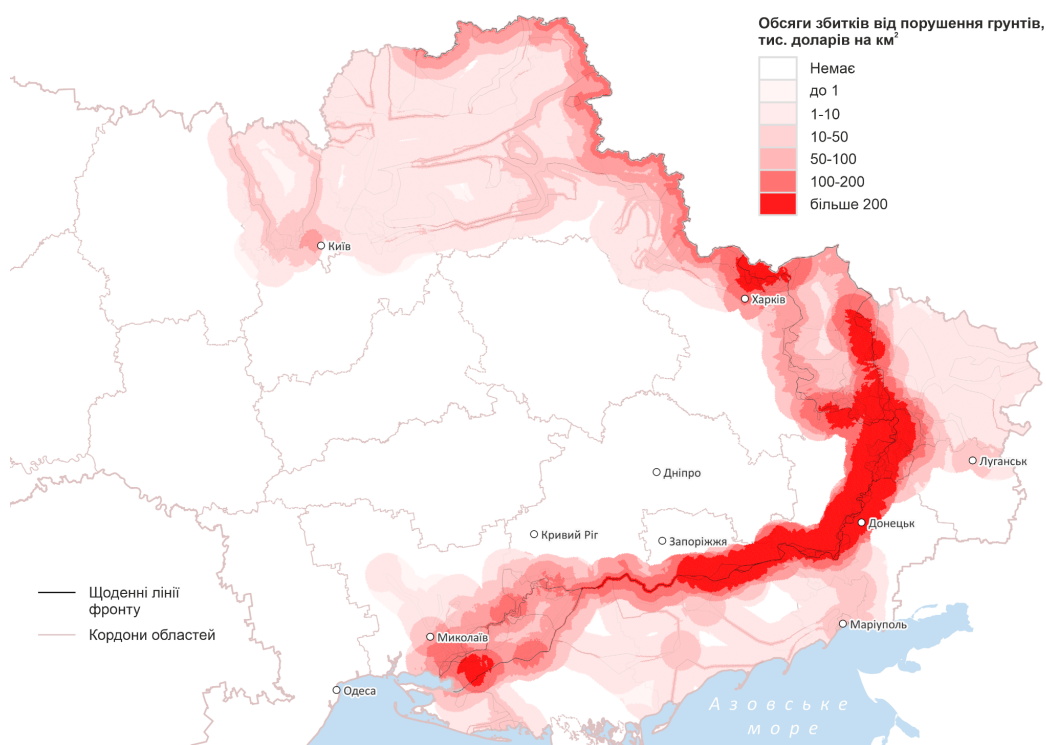 Обсяги збитків від порушення грунтів,
тис. доларів на км²
Немає
до 1
1-10
10-50
50-100
100-200
більше 200
Київ
Харків
Луганськ
Дніпро
Донецьк
Кривий Ріг
Запоріжжя
Щоденні лінії
фронту
Кордони областей
Миколаїв
Маріуполь
Одеса
Азовське
море